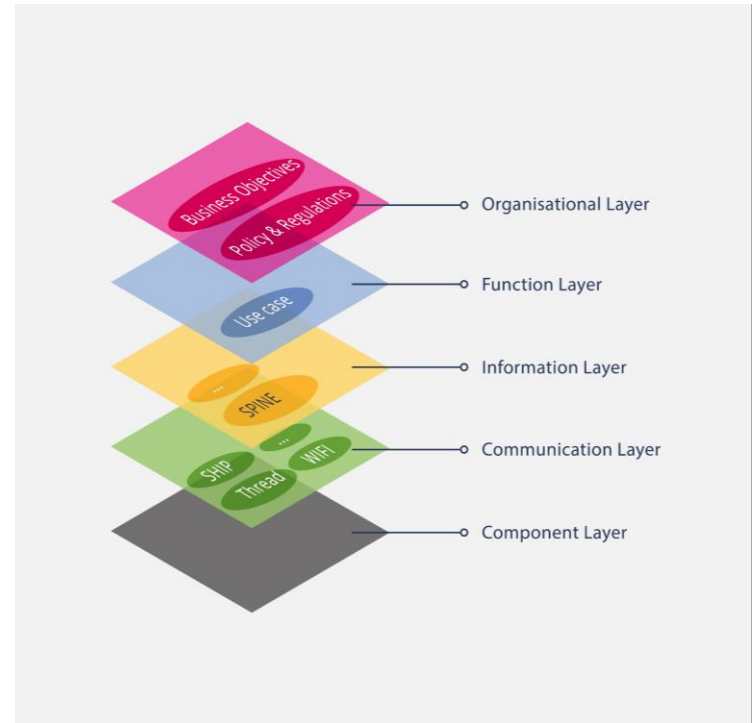 Business Objectives
Policy & Regulations
Organisational Layer
Use case
Function Layer
...
SPINE
Information Layer
...
SHIP
WIFI
Thread
Communication Layer
Component Layer